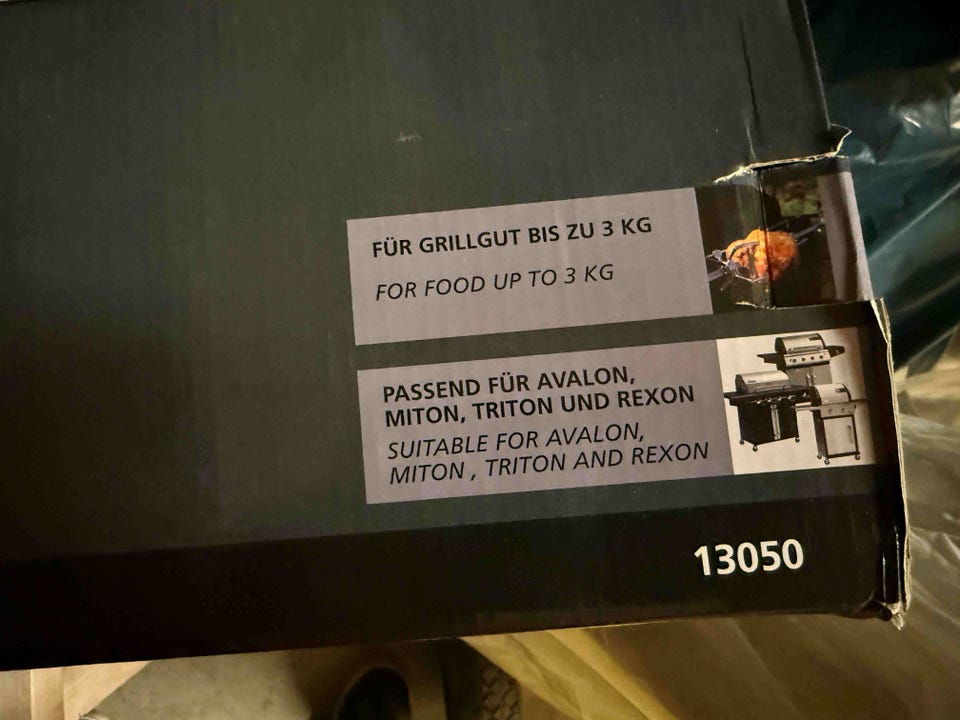 FÜR GRILLGUT BIS ZU 3 KG
FOR FOOD UP TO 3 KG
PASSEND FÜR AVALON,
MITON, TRITON UND REXON
SUITABLE FOR AVALON,
MITON , TRITON AND REXON
13050